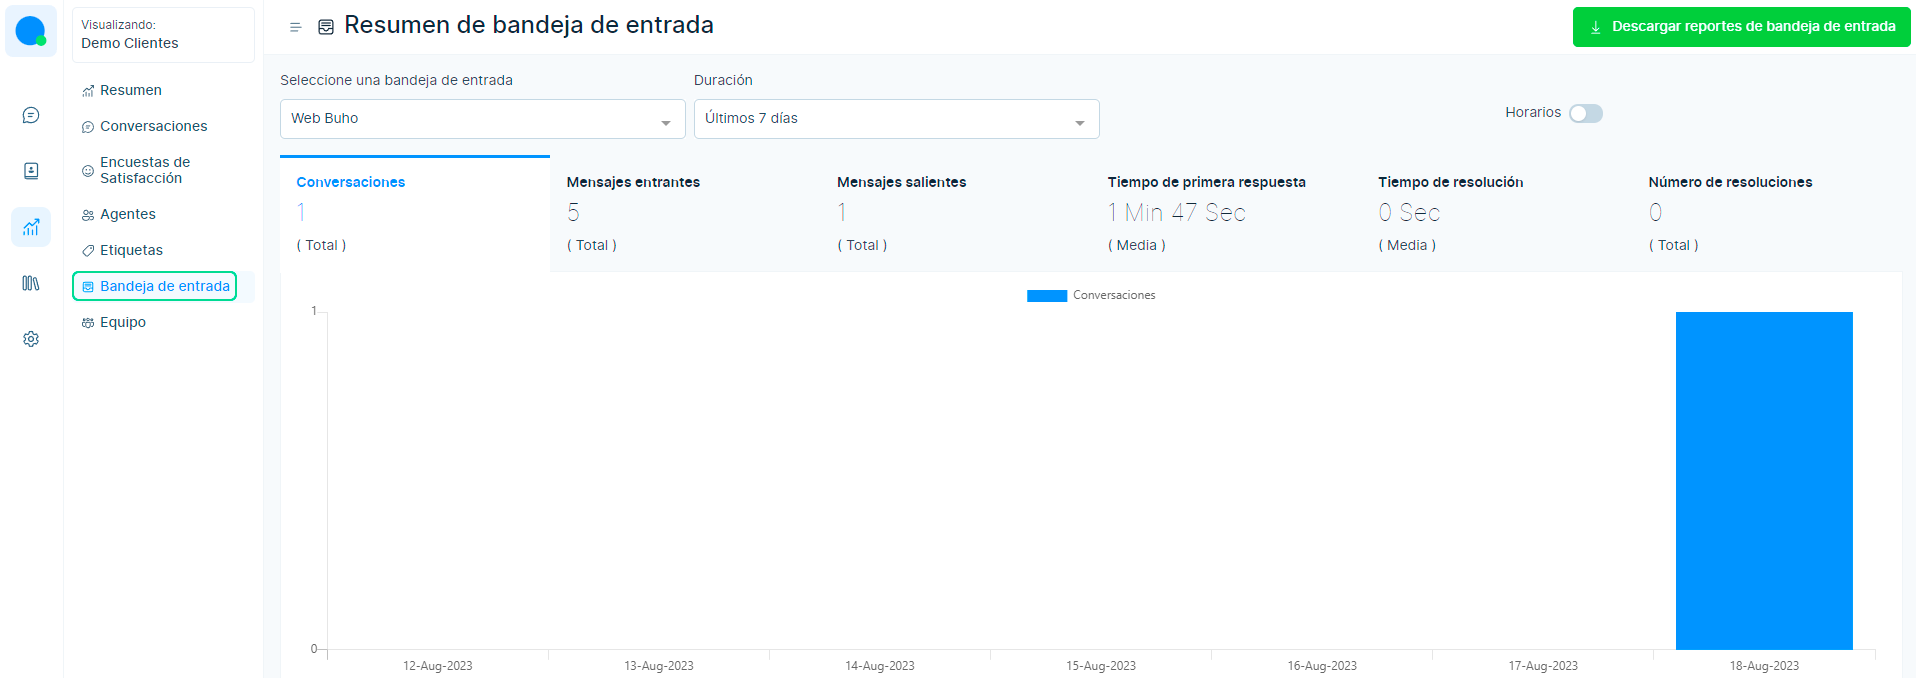 Visualizando:
Demo Clientes
Resumen
Conversaciones
Encuestas de
Satisfacción
Agentes
Etiquetas
Bandeja de entrada
Equipo
Resumen de bandeja de entrada
Descargar reportes de bandeja de entrada
Seleccione una bandeja de entrada
Duración
Web Buho
Últimos 7 días
Horarios
Conversaciones
1
( Total )
Mensajes entrantes
5
( Total )
Mensajes salientes
1
( Total )
Tiempo de primera respuesta
1 Min 47 Sec
( Media )
Tiempo de resolución
0 Sec
( Media )
Número de resoluciones
0
( Total )
Conversaciones
1
0
12-Aug-2023
13-Aug-2023
14-Aug-2023
15-Aug-2023
16-Aug-2023
17-Aug-2023
18-Aug-2023